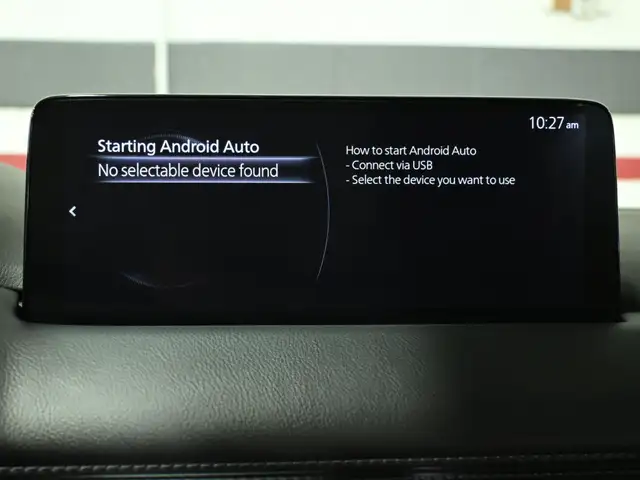 10:27 am
Starting Android Auto
No selectable device found
How to start Android Auto
- Connect via USB
- Select the device you want to use